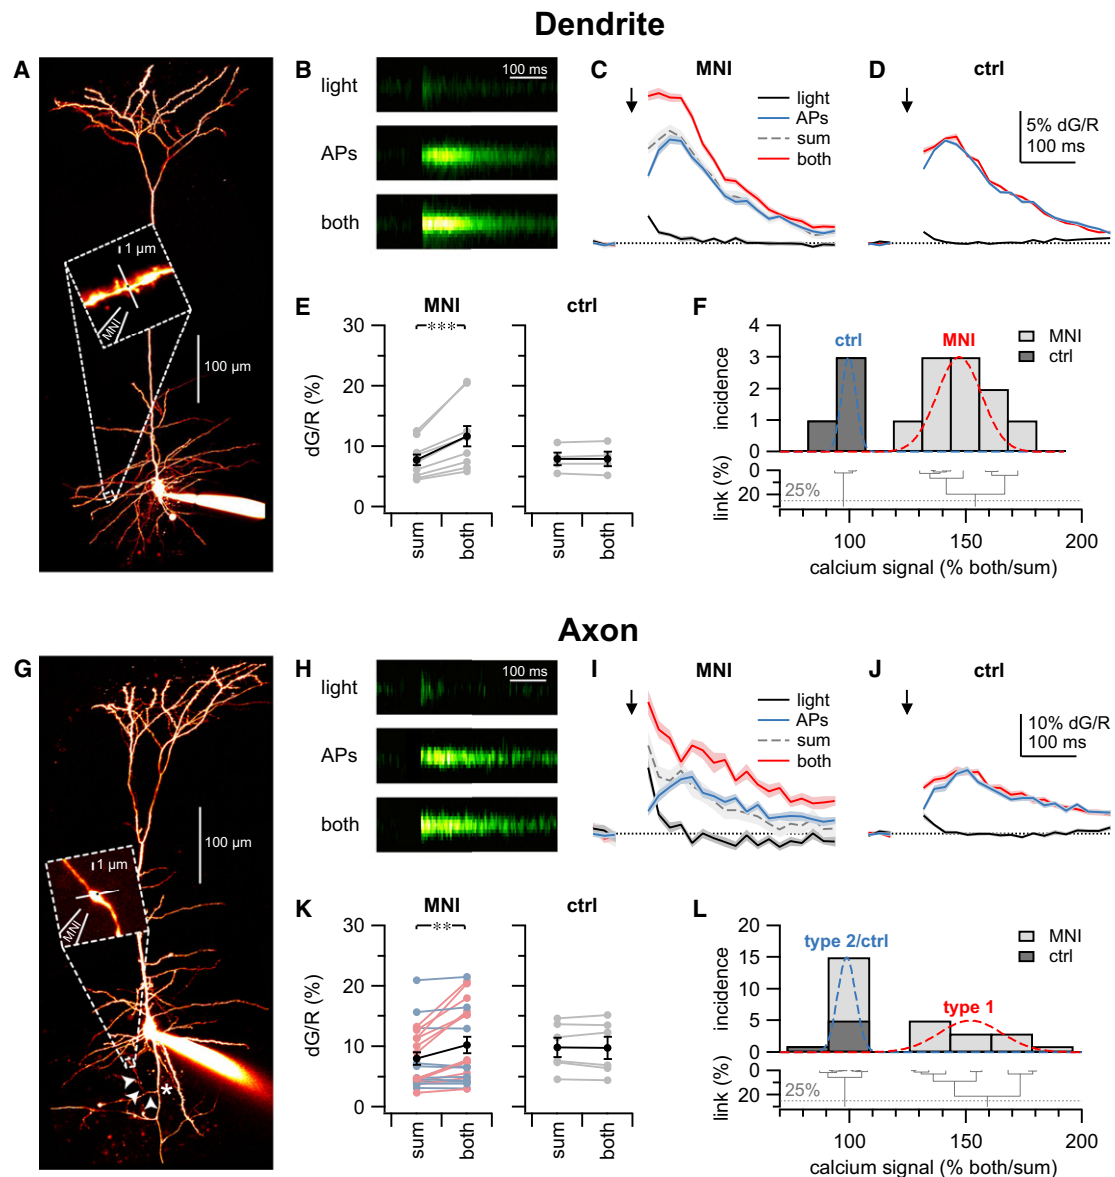 Dendrite
A
1 µm
MNI
100 µm
B
100 ms
light
APs
both
C
MNI
light
APs
sum
both
D
ctrl
5% dG/R
100 ms
E
MNI
ctrl
***
30
20
10
0
dG/R (%)
sum
both
sum
both
F
4
3
2
1
0
incidence
ctrl
MNI
MNI
ctrl
0
20
link (%)
25%
100
150
200
calcium signal (% both/sum)
Axon
G
1 µm
MNI
100 µm
*
H
100 ms
light
APs
both
I
MNI
light
APs
sum
both
J
ctrl
10% dG/R
100 ms
K
MNI
ctrl
**
30
20
10
0
dG/R (%)
sum
both
sum
both
L
20
15
10
5
0
incidence
type 2/ctrl
type 1
MNI
ctrl
0
20
link (%)
25%
100
150
200
calcium signal (% both/sum)